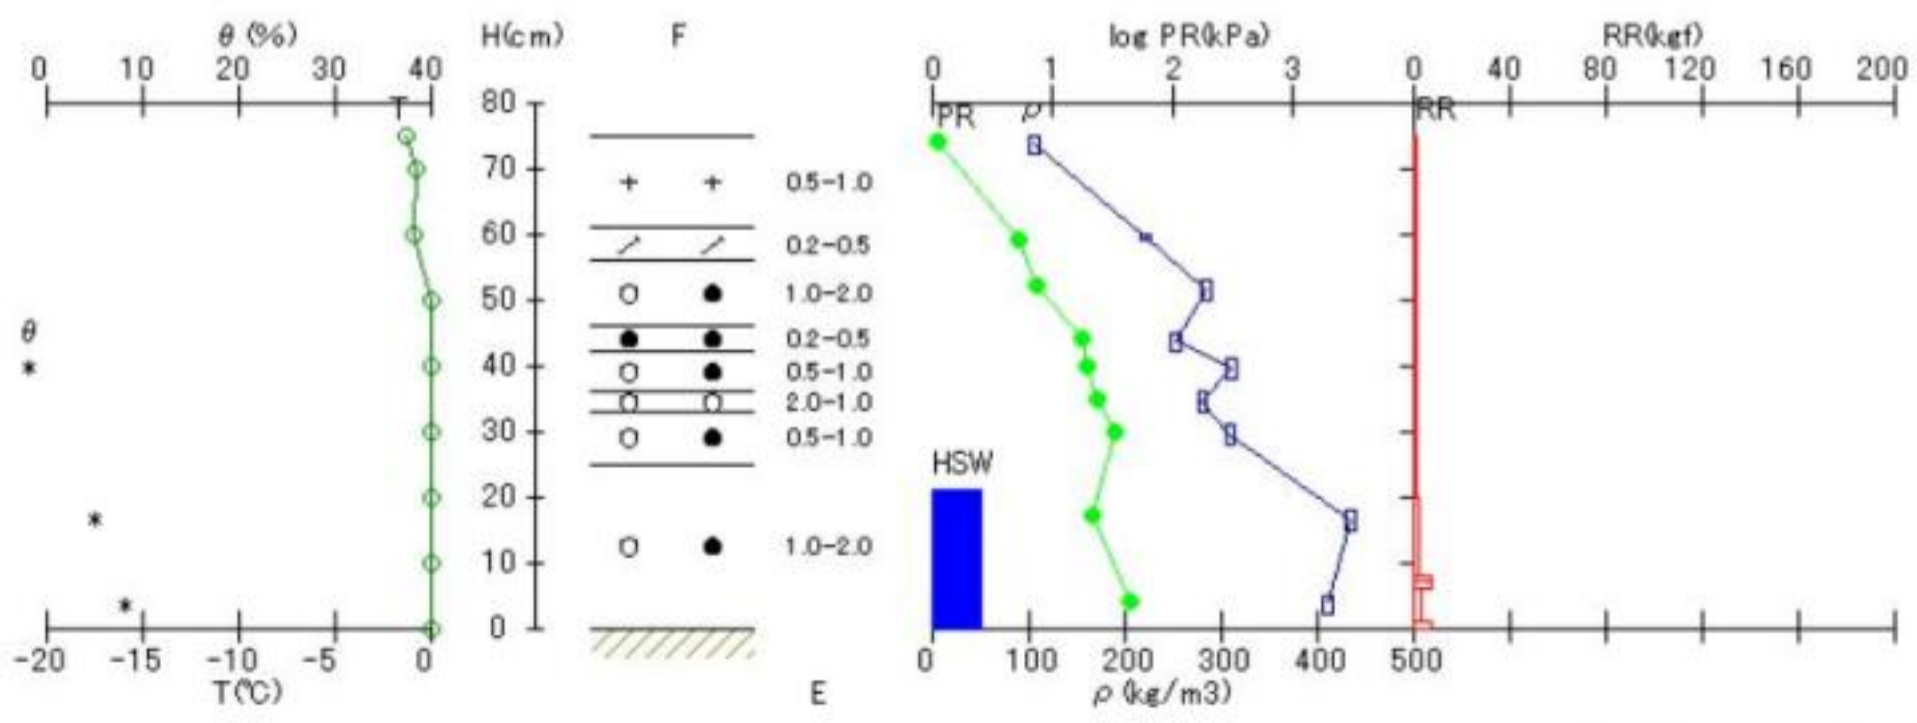 θ (%) H(cm) F log PR(kPa) RR(kgf)
0 10 20 30 40 0 1 2 3 0 40 80 120 160 200
T 80 PR ρ RR
70
0.5-1.0
60
0.2-0.5
1.0-2.0
50
θ
0.2-0.5
* 40 0.5-1.0
2.0-1.0
30 0.5-1.0
HSW
20
*
1.0-2.0
10
*
0
-20 -15 -10 -5 0 0 100 200 300 400 500
T(℃) E ρ (kg/m3)